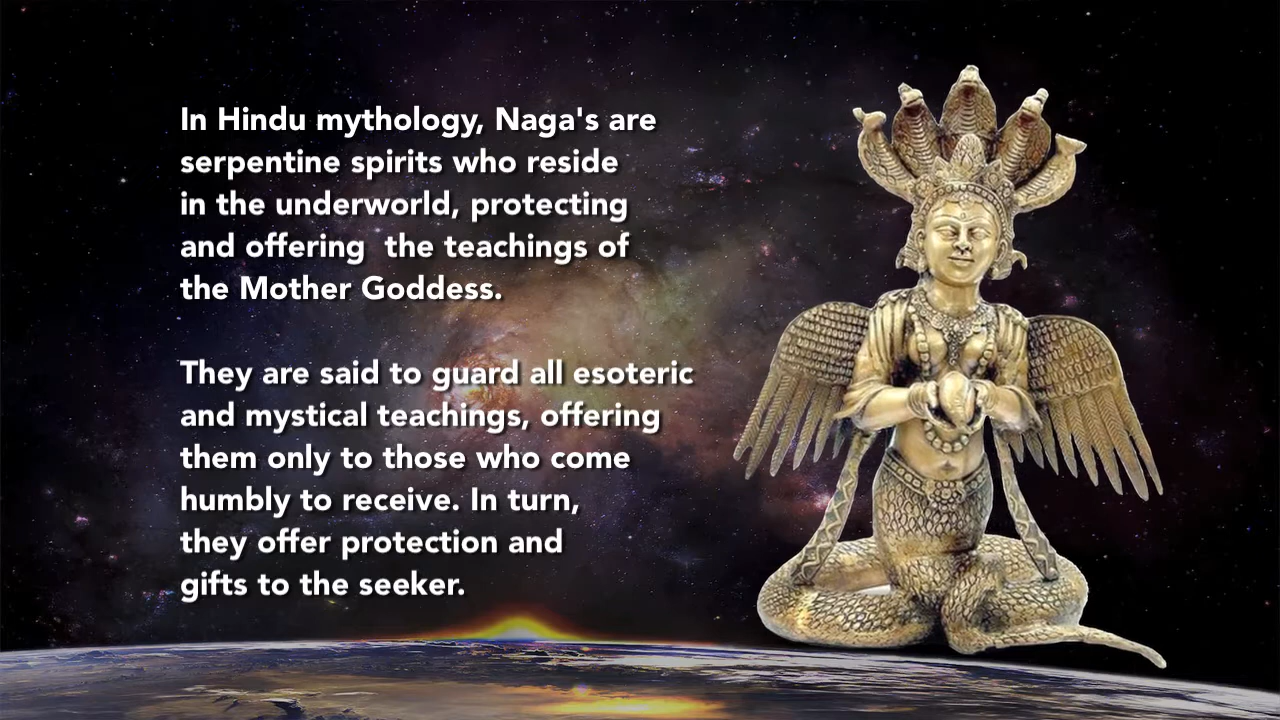 In Hindu mythology, Naga's are
serpentine spirits who reside
in the underworld, protecting
and offering  the teachings of
the Mother Goddess.
They are said to guard all esoteric
and mystical teachings, offering
them only to those who come
humbly to receive. In turn,
they offer protection and
gifts to the seeker.